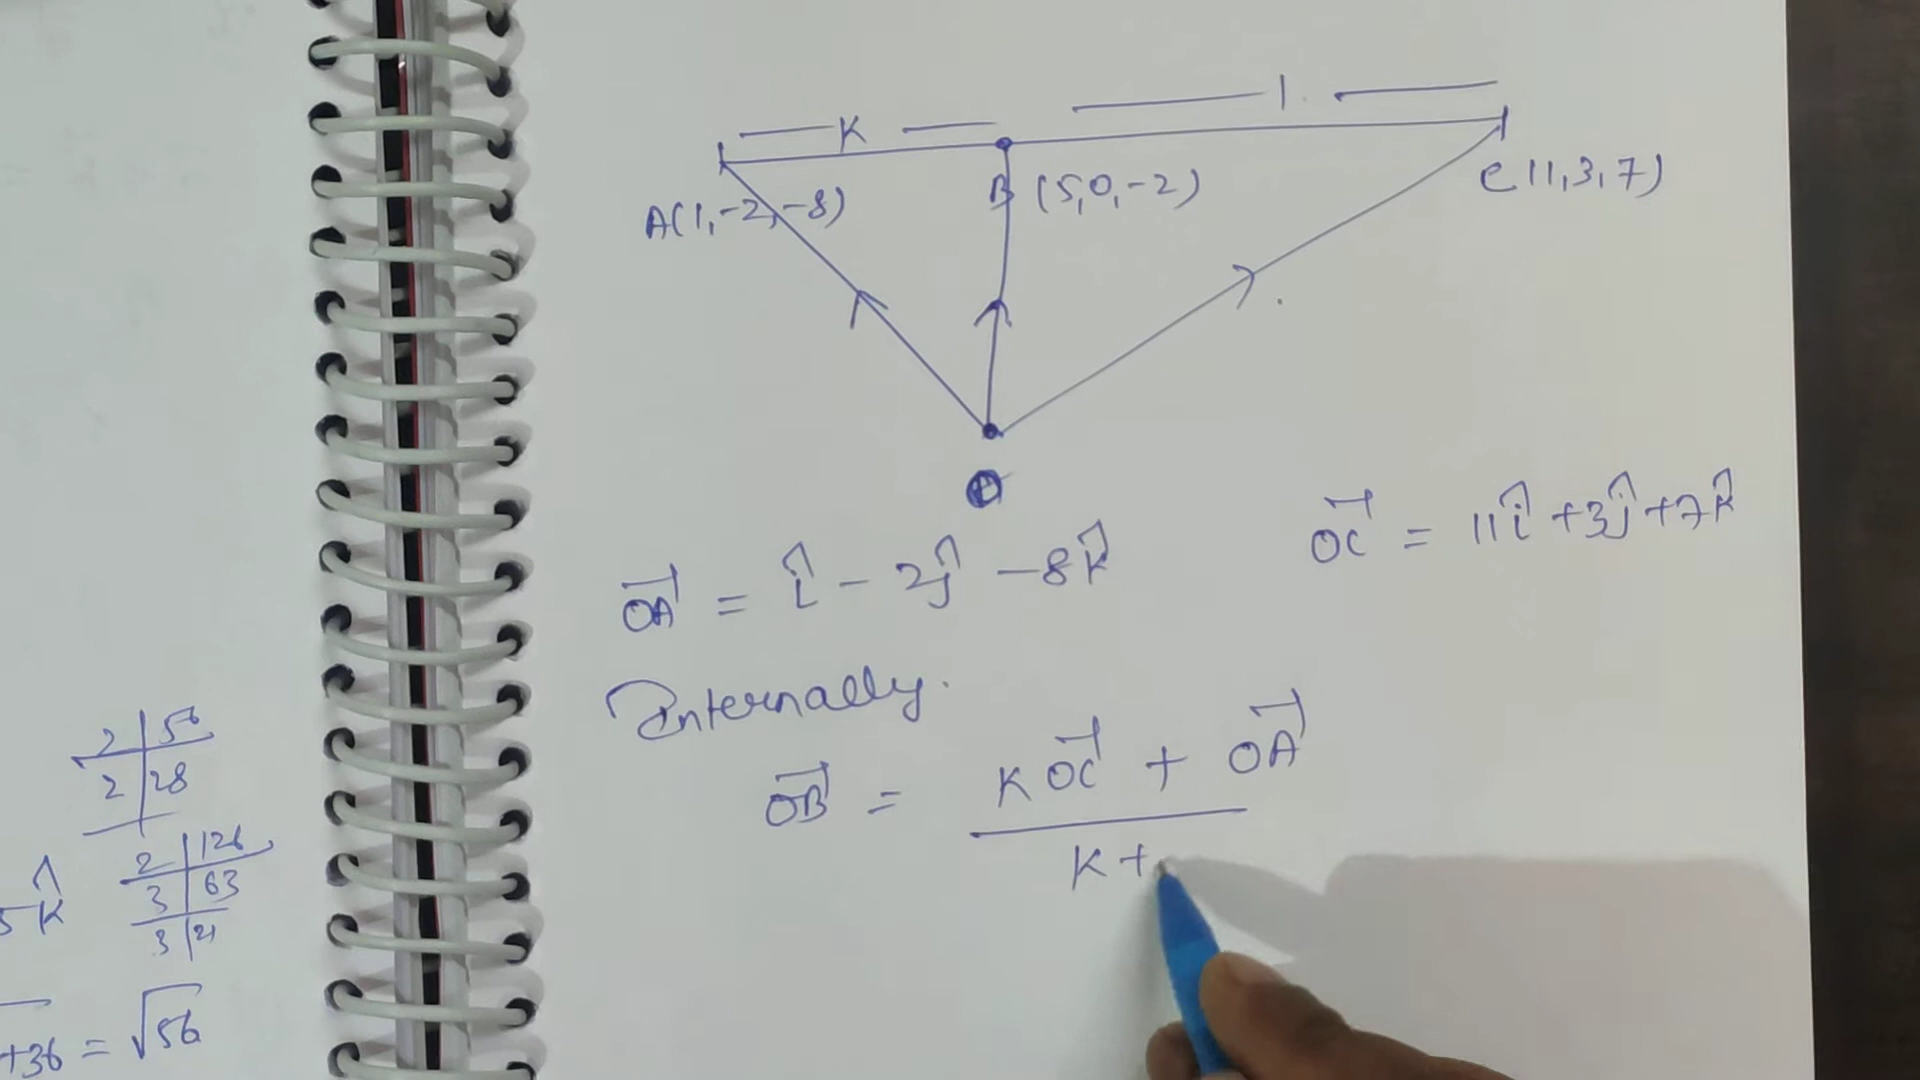 K 1
A(1,-2,-8) B (5,0,-2) C(11,3,7)
O
OA⃗ = î - 2ĵ - 8k̂ OC⃗ = 11î + 3ĵ + 7k̂
Internally.
OB⃗ = K OC⃗ + OA⃗
K +
2 | 56
2 | 28
2 | 126
3 | 63
3 | 21
5k̂
+36 = √56